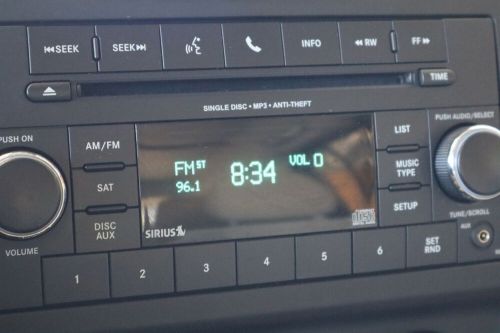 SEEK
SEEK
INFO
RW
FF
TIME
SINGLE DISC • MP3 • ANTI-THEFT
PUSH ON
PUSH AUDIO/SELECT
AM/FM
SAT
DISC
AUX
FM ST
96.1
8:34
VOL 0
SIRIUS
LIST
MUSIC
TYPE
SETUP
VOLUME
TUNE/SCROLL
AUX
1
2
3
4
5
6
SET
RND